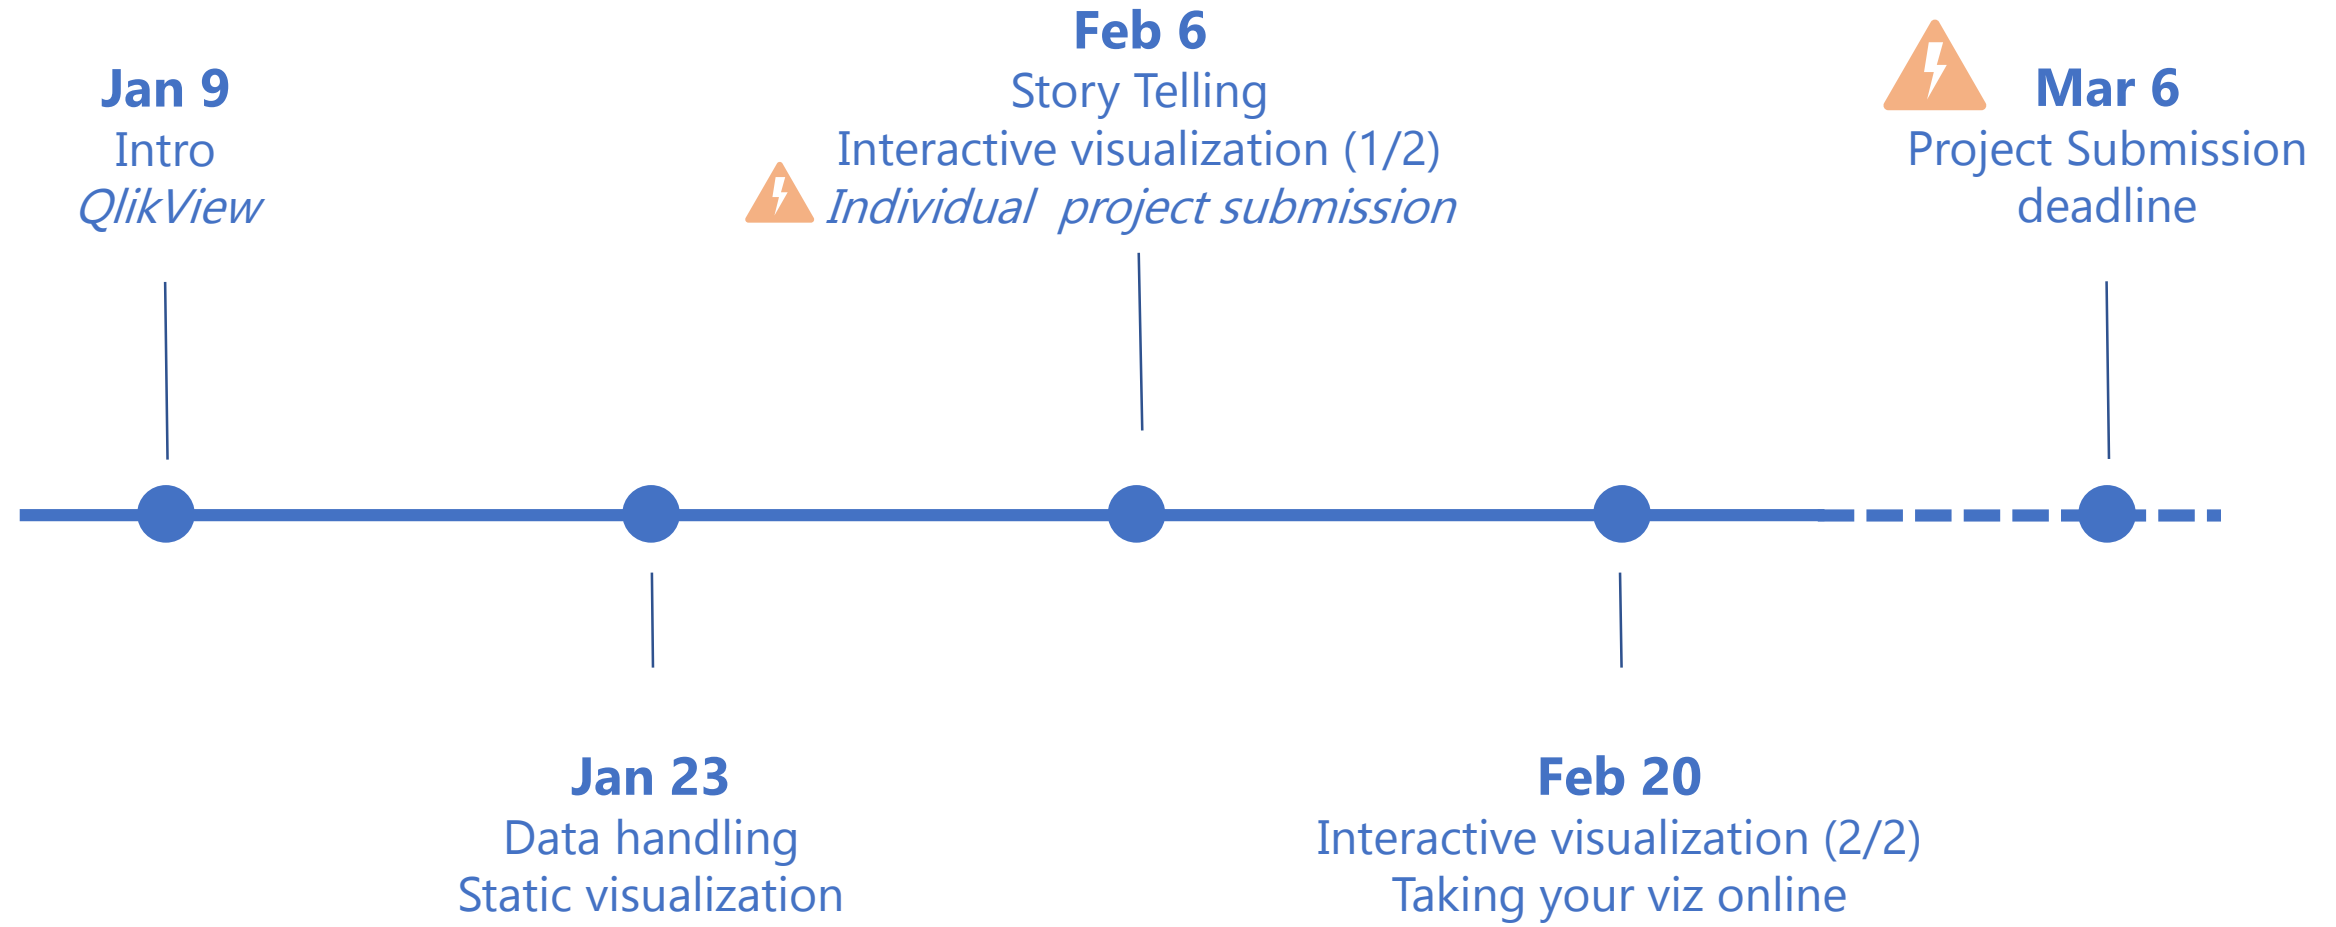 Jan 9
Intro
QlikView
Feb 6
Story Telling
Interactive visualization (1/2)
Individual project submission
Mar 6
Project Submission
deadline
Jan 23
Data handling
Static visualization
Feb 20
Interactive visualization (2/2)
Taking your viz online